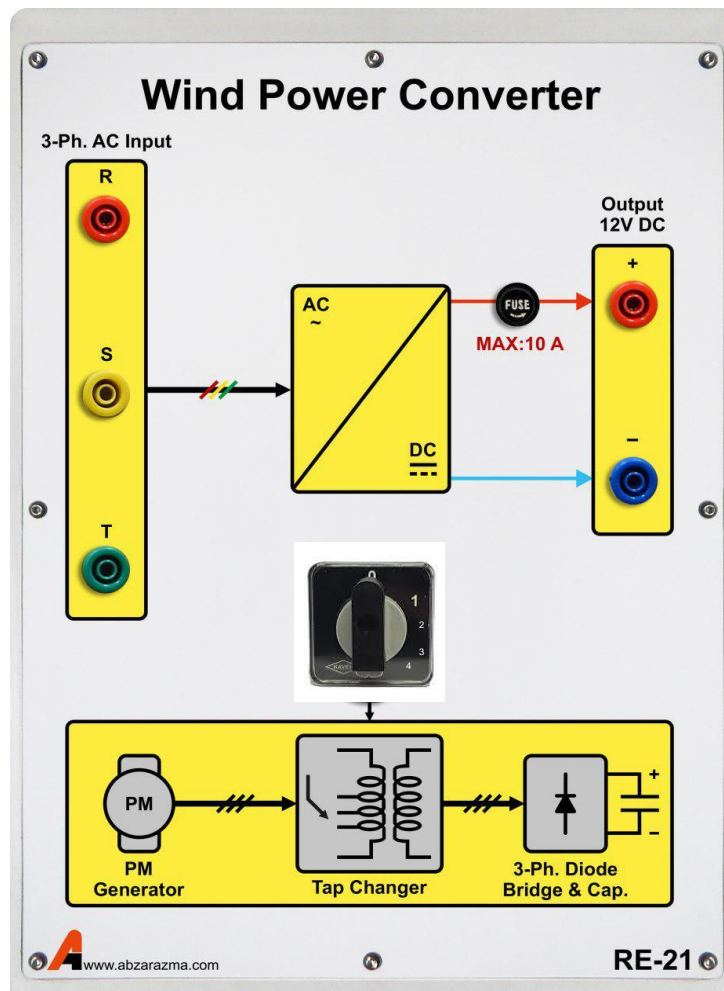 Wind Power Converter
3-Ph. AC Input
R
S
T
AC
~
DC
FUSE
MAX:10 A
Output
12V DC
+
−
0
1
2
3
4
PM
PM
Generator
Tap Changer
+
−
3-Ph. Diode
Bridge & Cap.
www.abzarazma.com
RE-21